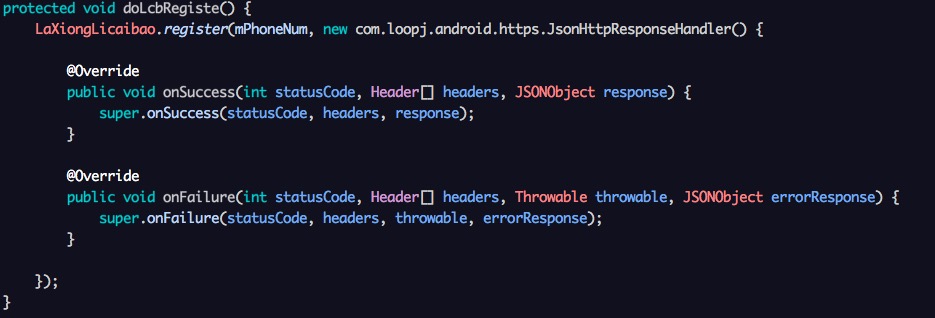 protected void doLcbRegiste() {
LaXiongLicaibao.register(mPhoneNum, new com.loopj.android.https.JsonHttpResponseHandler() {
@Override
public void onSuccess(int statusCode, Header[] headers, JSONObject response) {
super.onSuccess(statusCode, headers, response);
}
@Override
public void onFailure(int statusCode, Header[] headers, Throwable throwable, JSONObject errorResponse) {
super.onFailure(statusCode, headers, throwable, errorResponse);
}
});
}